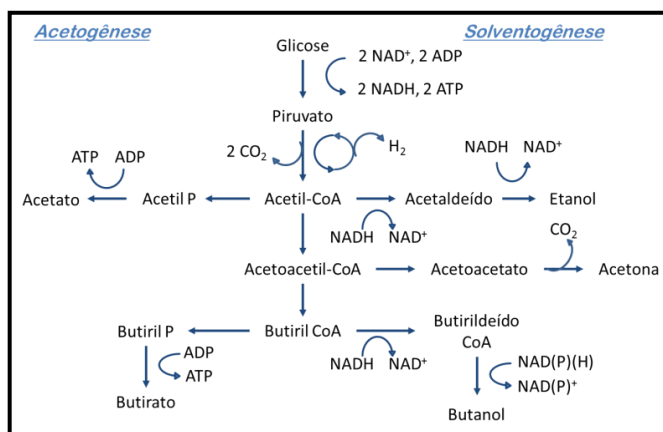 Acetogênese
Solventogênese
Glicose
2 NAD⁺, 2 ADP
2 NADH, 2 ATP
Piruvato
2 CO₂
H₂
ATP ADP
NADH NAD⁺
Acetato Acetil P Acetil-CoA Acetaldeído Etanol
NADH NAD⁺
CO₂
Acetoacetil-CoA Acetoacetato Acetona
Butiril P Butiril CoA Butirildeído
CoA
ADP
ATP
NADH NAD⁺
NAD(P)(H)
NAD(P)⁺
Butirato
Butanol